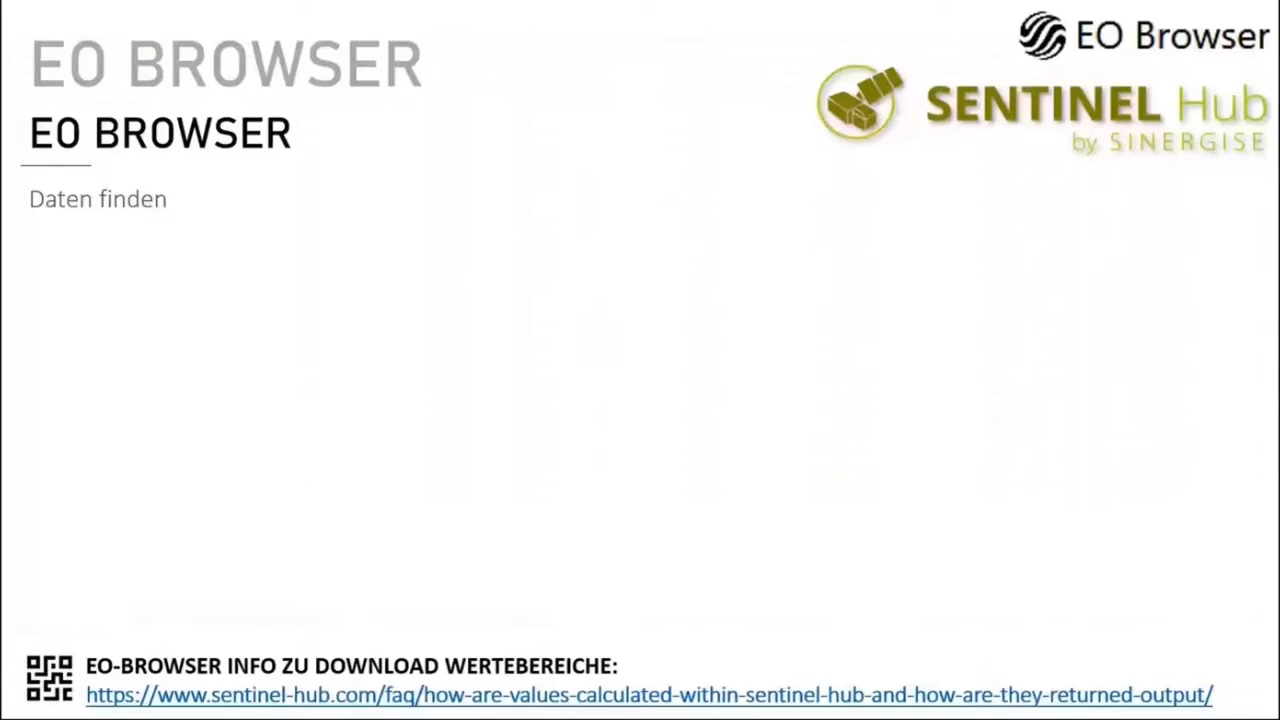 EO BROWSER
EO Browser
SENTINEL Hub
by SINERGISE
EO BROWSER
Daten finden
EO-BROWSER INFO ZU DOWNLOAD WERTEBEREICHE:
https://www.sentinel-hub.com/faq/how-are-values-calculated-within-sentinel-hub-and-how-are-they-returned-output/